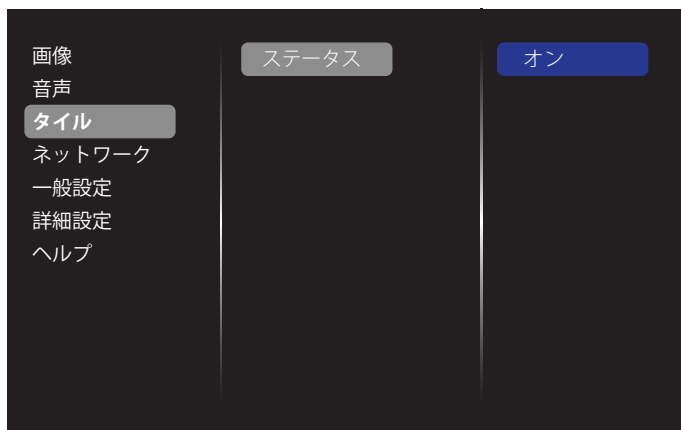 画像
音声
タイル
ネットワーク
一般設定
詳細設定
ヘルプ
ステータス
オン